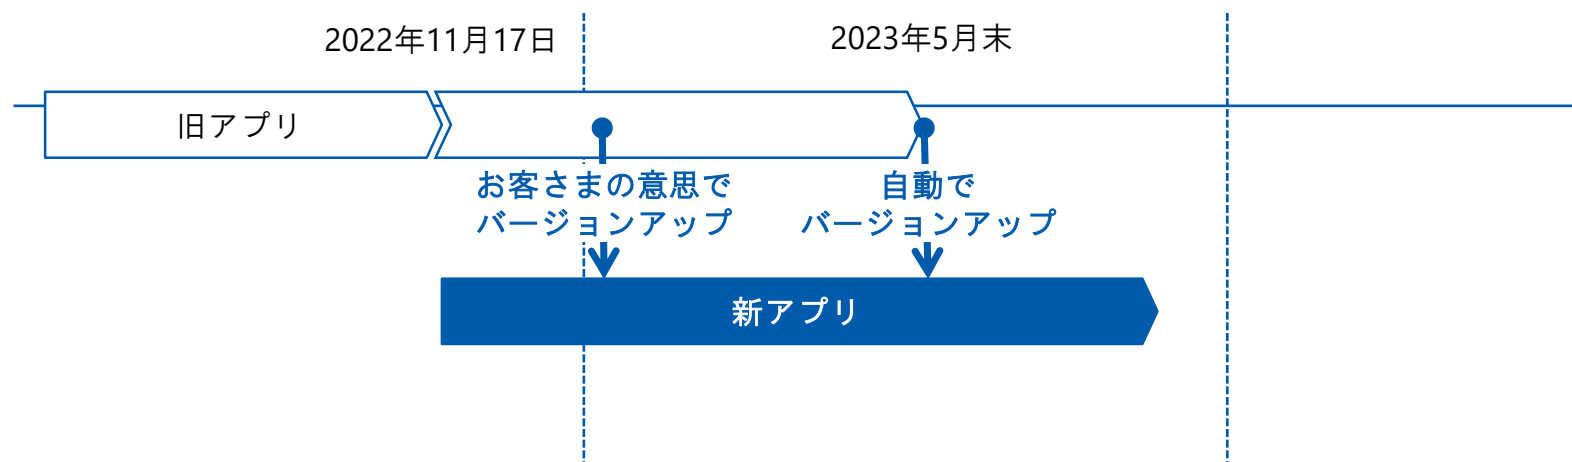 2022年11月17日
2023年5月末
旧アプリ
お客さまの意思で
バージョンアップ
自動で
バージョンアップ
新アプリ